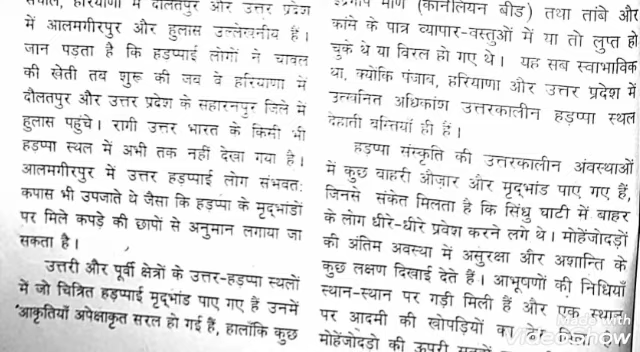 हरियाणा में दौलतपुर और उत्तर प्रदेश
में आलमगीरपुर और हुलास उल्लेखनीय हैं।
जान पड़ता है कि हडप्पाई लोगों ने चावल
की खेती तय शुरू की जब वे हरियाणा में
दौलतपुर और उत्तर प्रदेश के सहारनपुर जिले में
हुलास पहुंचे। रागी उत्तर भारत के किमी भी
हड़प्पा स्थल में अभी तक नहीं देखा गया है।
आलमगीरपुर में उत्तर हड़प्पाई लोग संभवत:
कपास भी उपजाते थे जैसा कि हड़प्पा के मृदभांडों
पर मिले कपड़े की छापों से अनुमान लगाया जा
सकता है।
उत्तरी और पूर्वी क्षेत्रों के उत्तर-हड़प्पा स्थलों
में जो चित्रित हड़प्पाई मृद्भांड पाए गए हैं उनमें
आकृतियाँ अपेक्षाकृत सरल हो गई हैं, हालाँकि कुछ
(कार्नीलियन बीड) तथा तांबे और
कांमे के पात्र व्यापार-वस्तुओं में या तो लुप्त हो
चुके थे या विरल हो गए थे। यह सब स्वाभाविक
था, क्योंकि पंजाव, हरियाणा और उत्तर प्रदेश में
उत्खनित अधिकांश उत्तरकालीन हड़प्पा स्थल
देहाती बस्तियाँ ही हैं।
हड़प्पा संस्कृति की उत्तरकालीन अवस्थाओं
में कुछ बाहरी औज़ार और मृद्भांड पाए गए हैं,
जिनसे संकेत मिलता है कि सिंधु घाटी में बाहर
के लोग धीरे-धीरे प्रवेश करने लगे थे। मोहेंजोदड़ो
की अंतिम अवस्था में असुरक्षा और अशान्ति के
कुछ लक्षण दिखाई देते हैं। आभूषणों की निधियाँ
स्थान-स्थान पर गड़ी मिली हैं और एक स्थान
पर आदमी की खोपड़ियों का
मोहेंजोदड़ो की ऊपरी
Made with
VideoShow